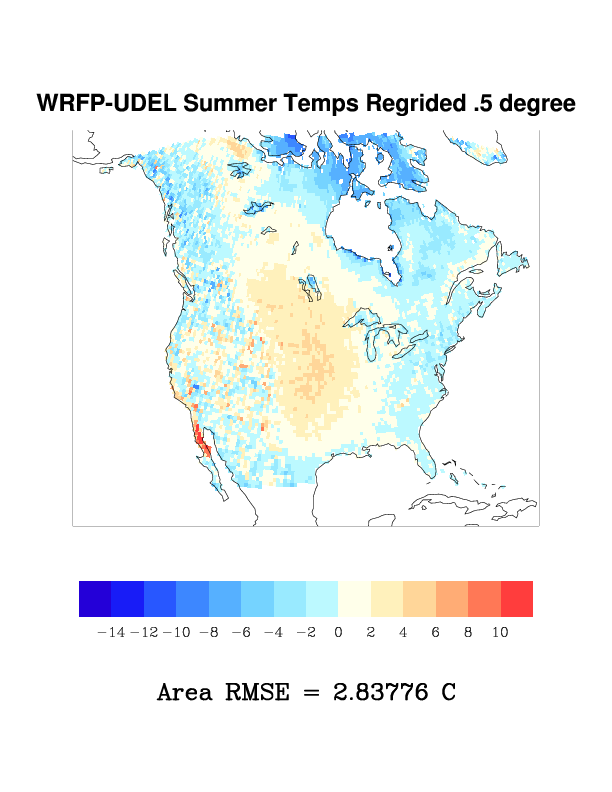 WRFP-UDEL Summer Temps Regrided .5 degree
-14 -12 -10 -8 -6 -4 -2 0 2 4 6 8 10
Area RMSE = 2.83776 C